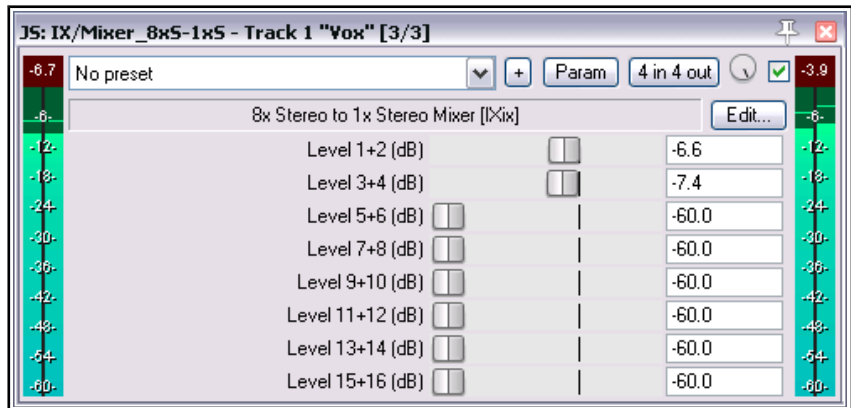 JS: IX/Mixer_8xS-1xS - Track 1 "Vox" [3/3]
-6.7 No preset + Param 4 in 4 out -3.9
8x Stereo to 1x Stereo Mixer [IXix] Edit...
Level 1+2 (dB) -6.6
Level 3+4 (dB) -7.4
Level 5+6 (dB) -60.0
Level 7+8 (dB) -60.0
Level 9+10 (dB) -60.0
Level 11+12 (dB) -60.0
Level 13+14 (dB) -60.0
Level 15+16 (dB) -60.0
-6-
-12-
-18-
-24-
-30-
-36-
-42-
-48-
-54-
-60-
-6-
-12-
-18-
-24-
-30-
-36-
-42-
-48-
-54-
-60-